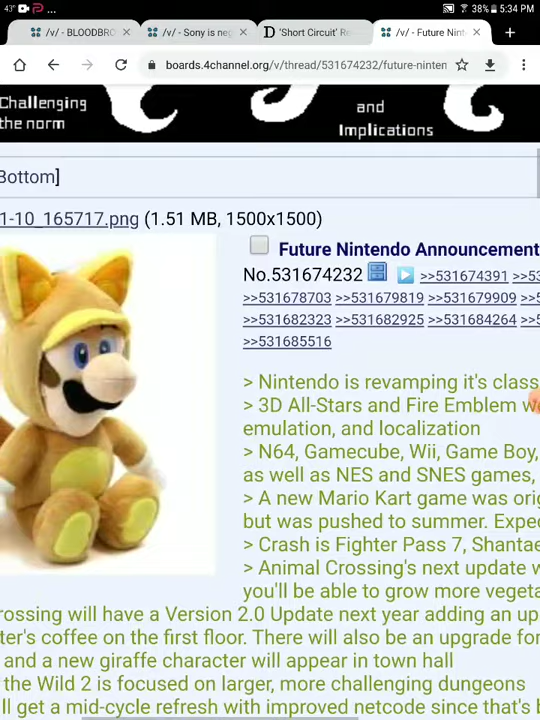 43° 38% 5:34 PM
/v/ - BLOODBRO × /v/ - Sony is neg × D 'Short Circuit' R × /v/ - Future Nint × +
boards.4channel.org/v/thread/531674232/future-ninten
Challenging and
the norm Implications
Bottom]
1-10_165717.png (1.51 MB, 1500x1500)
Future Nintendo Announcement
No.531674232 >>531674391 >>53
>>531678703 >>531679819 >>531679909 >>5
>>531682323 >>531682925 >>531684264 >>5
>>531685516
> Nintendo is revamping it's class
> 3D All-Stars and Fire Emblem w
emulation, and localization
> N64, Gamecube, Wii, Game Boy,
as well as NES and SNES games,
> A new Mario Kart game was orig
but was pushed to summer. Expe
> Crash is Fighter Pass 7, Shantae
> Animal Crossing's next update w
you'll be able to grow more vegeta
rossing will have a Version 2.0 Update next year adding an up
ter's coffee on the first floor. There will also be an upgrade for
and a new giraffe character will appear in town hall
the Wild 2 is focused on larger, more challenging dungeons
ll get a mid-cycle refresh with improved netcode since that's b